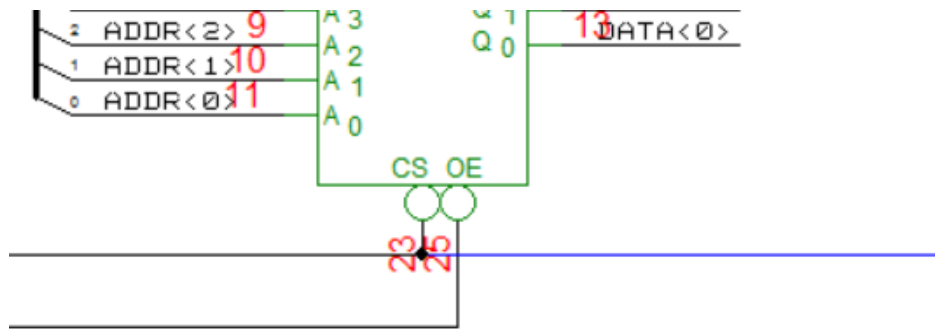 A 3
Q 1
2 ADDR<2> 9
13 DATA<0>
A 2
Q 0
1 ADDR<1> 10
A 1
0 ADDR<0> 11
A 0
CS OE
23 25